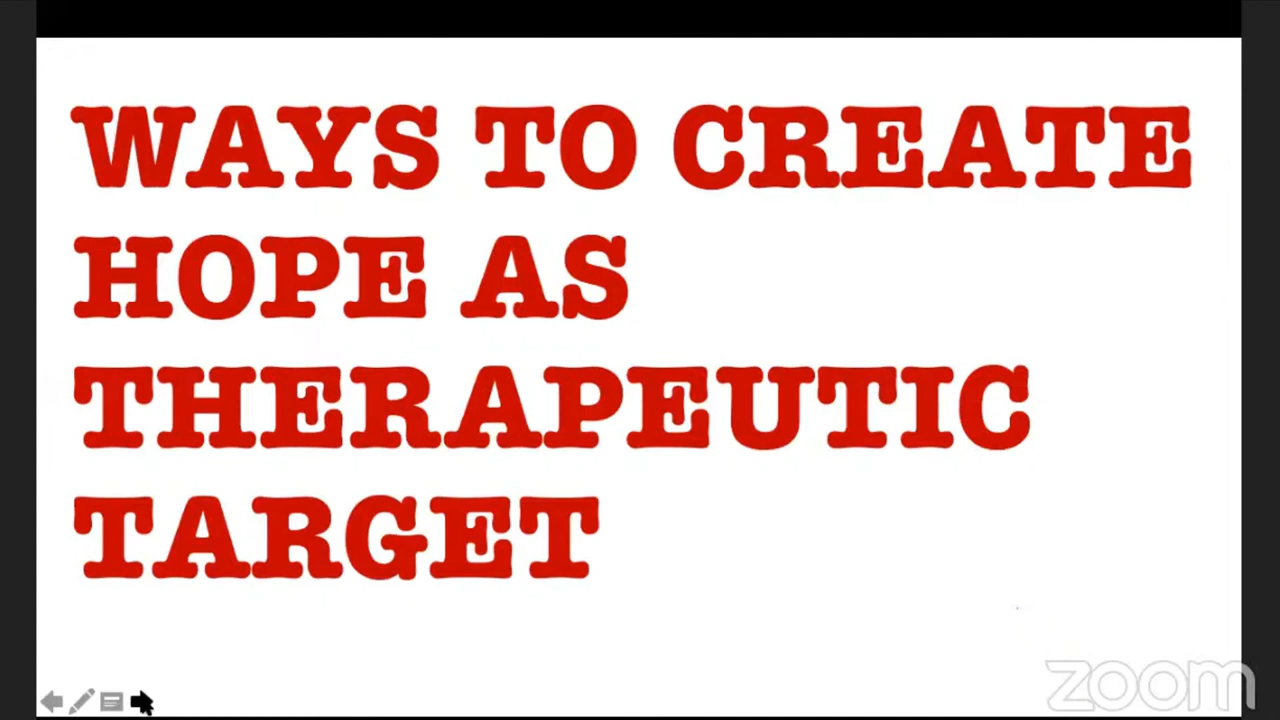 WAYS TO CREATE
HOPE AS
THERAPEUTIC
TARGET
zoom